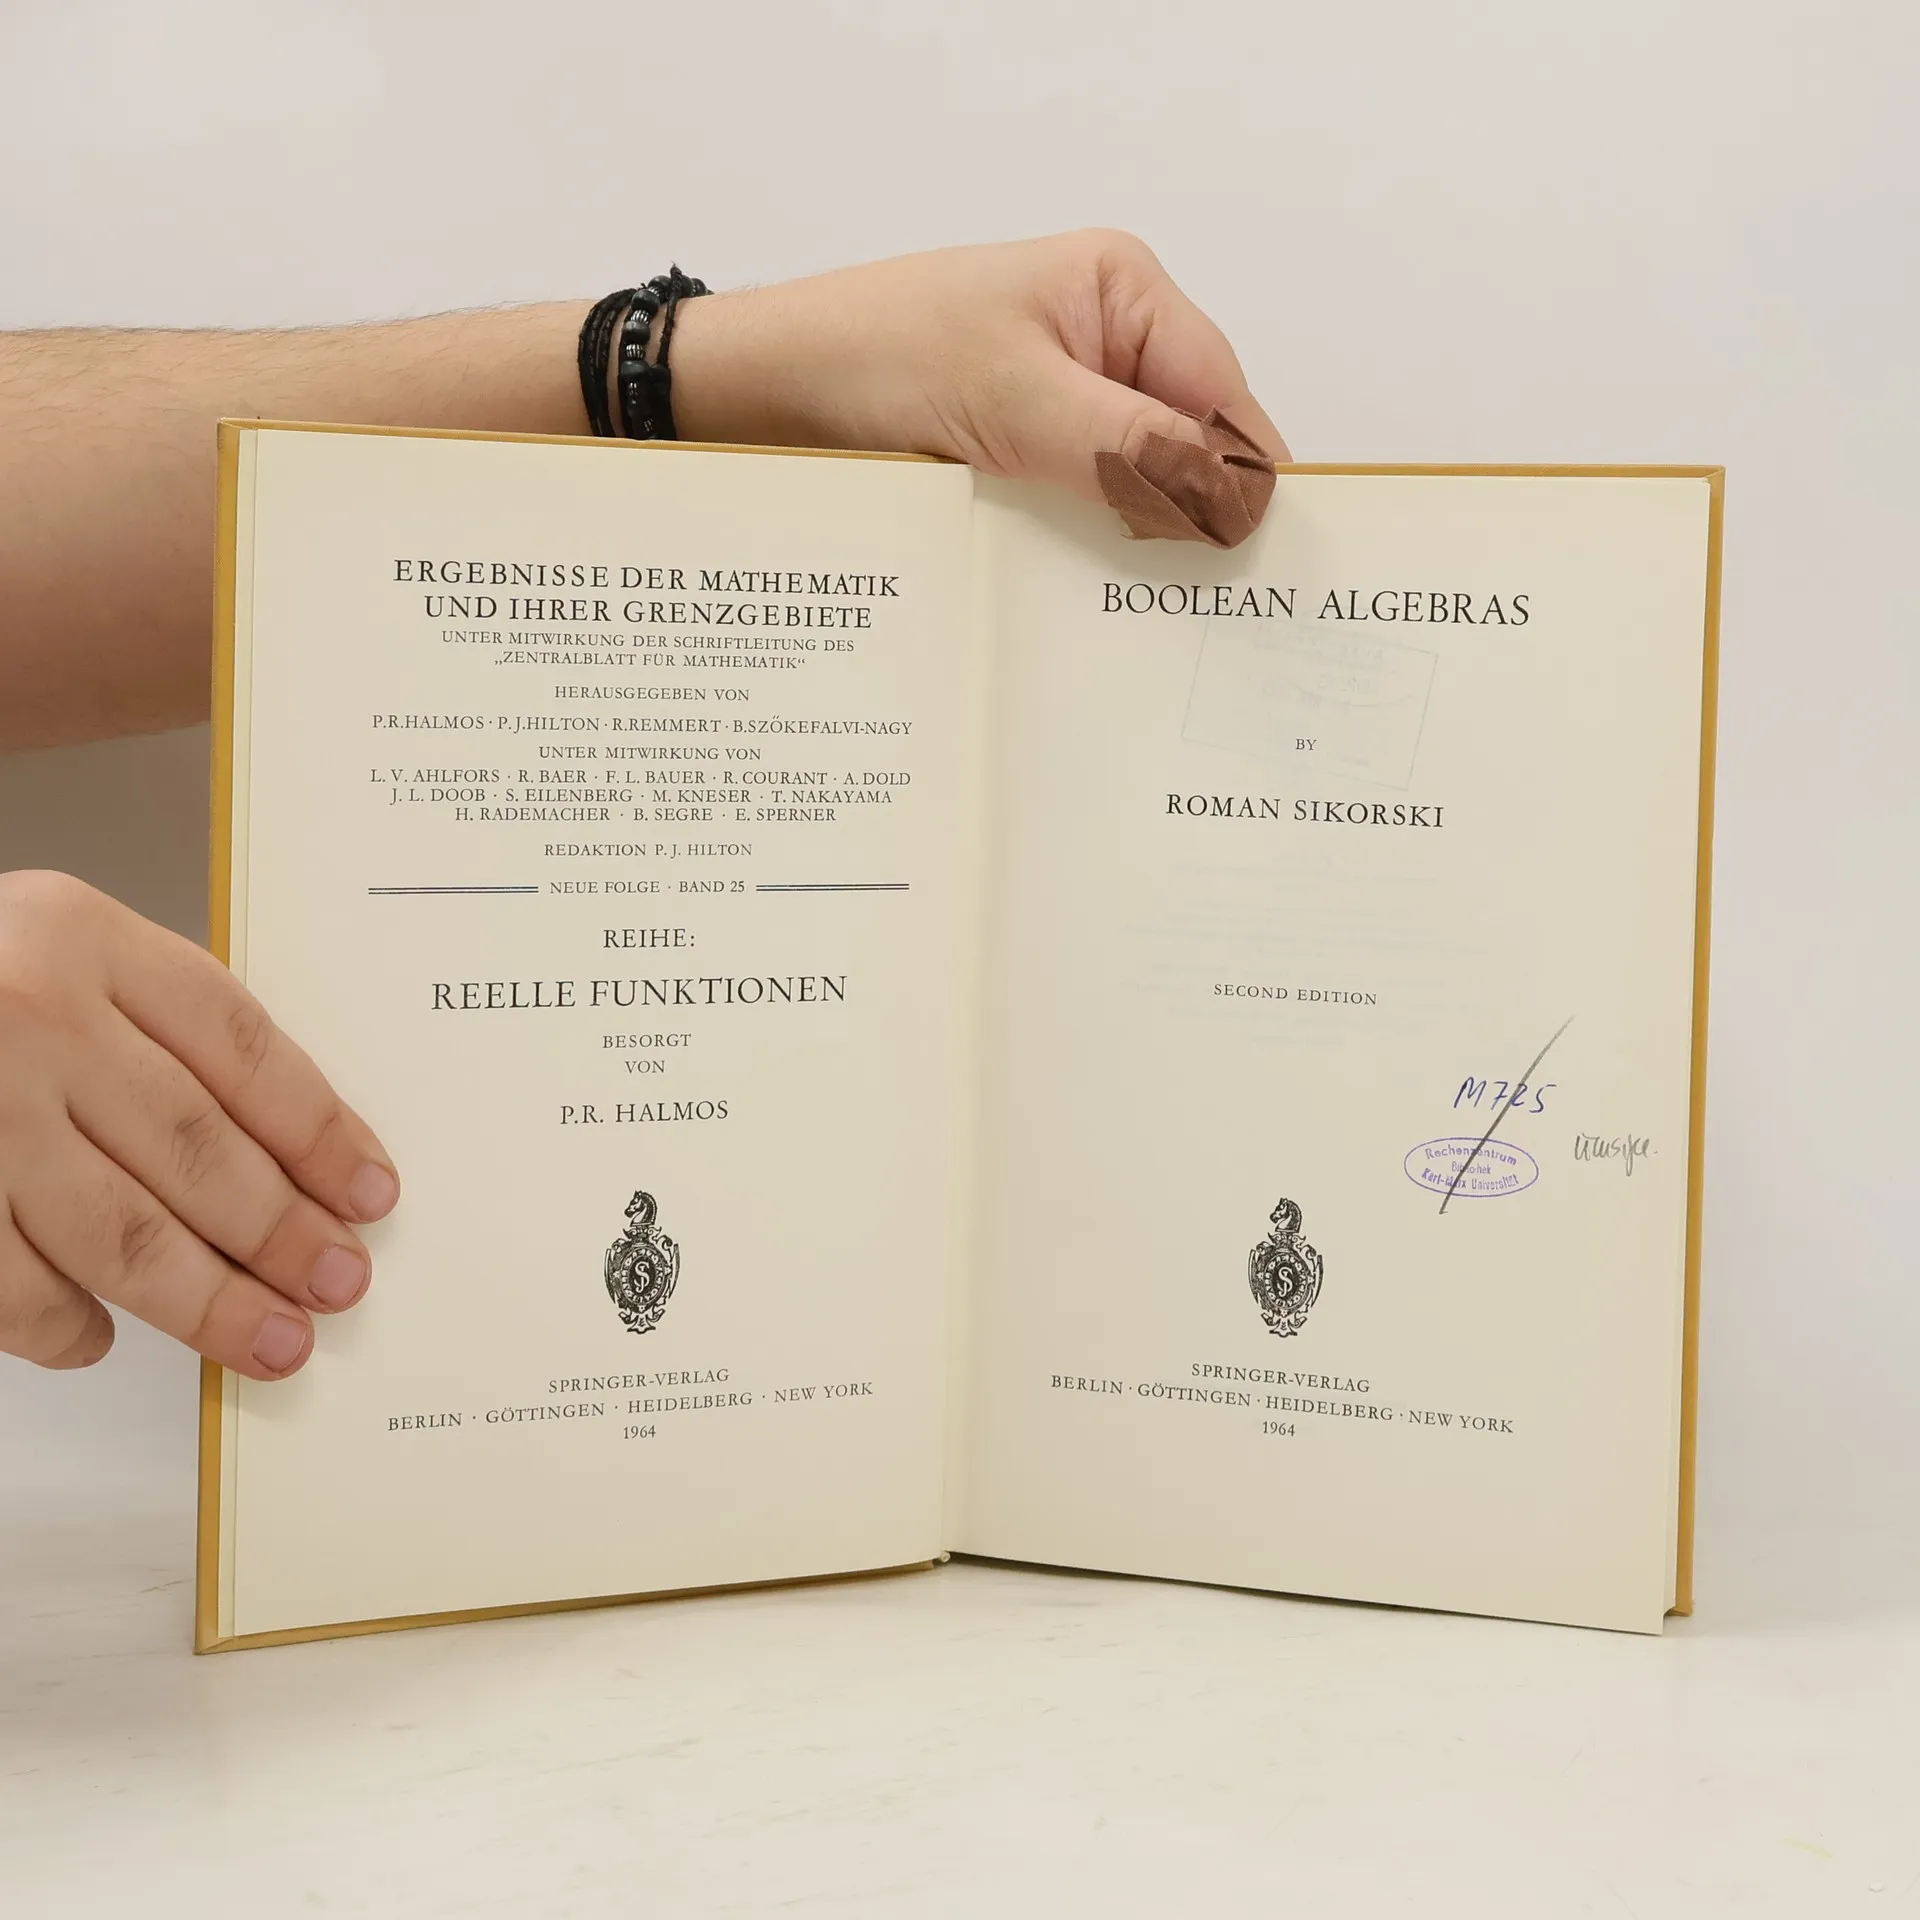 ERGEBNISSE DER MATHEMATIK
UND IHRER GRENZGEBIETE
UNTER MITWIRKUNG DER SCHRIFTLEITUNG DES
„ZENTRALBLATT FÜR MATHEMATIK“
HERAUSGEGEBEN VON
P.R.HALMOS · P.J.HILTON · R.REMMERT · B.SZŐKEFALVI-NAGY
UNTER MITWIRKUNG VON
L. V. AHLFORS · R. BAER · F. L. BAUER · R. COURANT · A. DOLD
J. L. DOOB · S. EILENBERG · M. KNESER · T. NAKAYAMA
H. RADEMACHER · B. SEGRE · E. SPERNER
REDAKTION P. J. HILTON
NEUE FOLGE · BAND 25
REIHE:
REELLE FUNKTIONEN
BESORGT
VON
P.R. HALMOS
SPRINGER-VERLAG
BERLIN · GÖTTINGEN · HEIDELBERG · NEW YORK
1964
BOOLEAN ALGEBRAS
BY
ROMAN SIKORSKI
SECOND EDITION
M725
Rechenzentrum
Bibliothek
Karl-Marx Universität
SPRINGER-VERLAG
BERLIN · GÖTTINGEN · HEIDELBERG · NEW YORK
1964